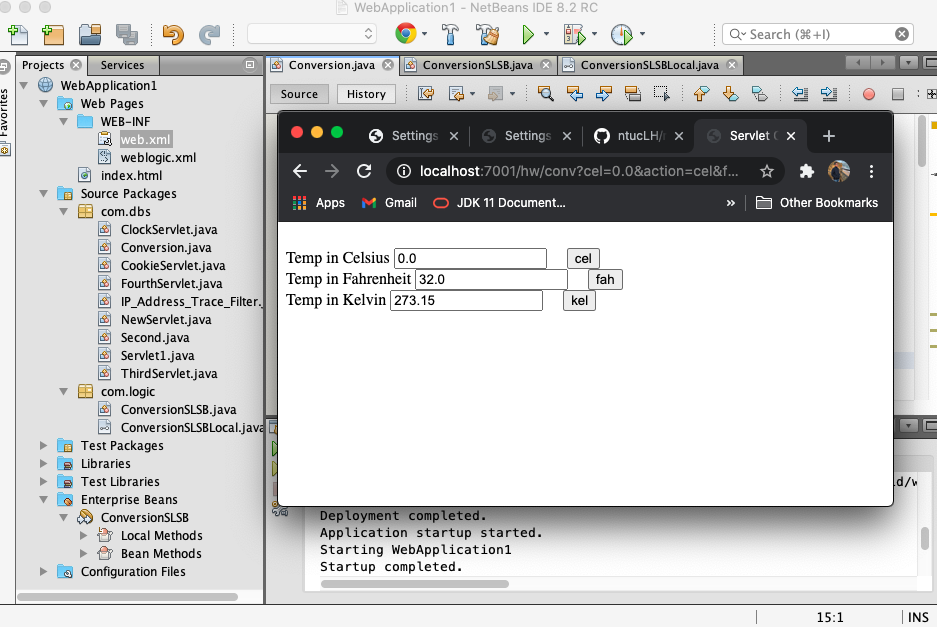 WebApplication1 - NetBeans IDE 8.2 RC
Search (⌘+I)
Projects
Services
Conversion.java
ConversionSLSB.java
ConversionSLSBLocal.java
Source
History
Favorites
WebApplication1
Web Pages
WEB-INF
web.xml
weblogic.xml
index.html
Source Packages
com.dbs
ClockServlet.java
Conversion.java
CookieServlet.java
FourthServlet.java
IP_Address_Trace_Filter.
NewServlet.java
Second.java
Servlet1.java
ThirdServlet.java
com.logic
ConversionSLSB.java
ConversionSLSBLocal.java
Test Packages
Libraries
Test Libraries
Enterprise Beans
ConversionSLSB
Local Methods
Bean Methods
Configuration Files
Settings
Settings
ntucLH/
Servlet
localhost:7001/hw/conv?cel=0.0&action=cel&f...
Apps
Gmail
JDK 11 Document...
»
Other Bookmarks
Temp in Celsius 0.0 cel
Temp in Fahrenheit 32.0 fah
Temp in Kelvin 273.15 kel
Deployment completed.
Application startup started.
Starting WebApplication1
Startup completed.
15:1
INS